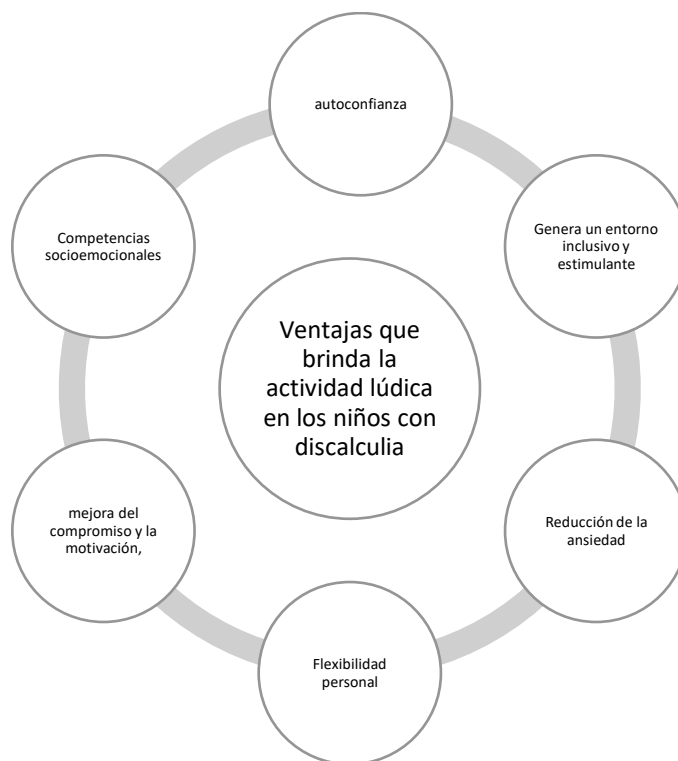 autoconfianza
Genera un entorno
inclusivo y
estimulante
Reducción de la
ansiedad
Flexibilidad
personal
mejora del
compromiso y la
motivación,
Competencias
socioemocionales
Ventajas que
brinda la
actividad lúdica
en los niños con
discalculia